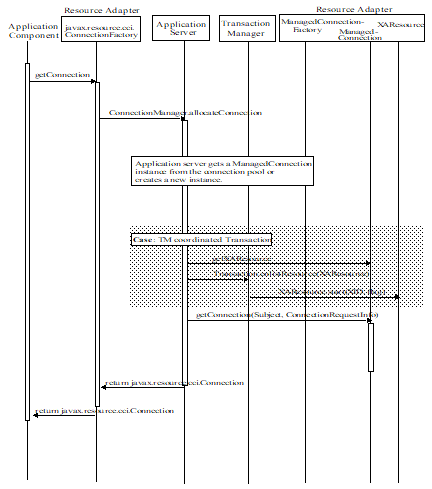 Resource Adapter
Resource Adapter
Application
Component
javax.resource.cci.
ConnectionFactory
Application
Server
Transaction
Manager
ManagedConnection-
Factory
Managed-
Connection
XAResource
getConnection
ConnectionManager.allocateConnection
Application server gets a ManagedConnection
instance from the connection pool or
creates a new instance.
Case: TM coordinated Transaction
getXAResource
Transaction.enlistResource(XAResource)
XAResource.start(XID, flag)
getConnection(Subject, ConnectionRequestInfo)
return javax.resource.cci.Connection
return javax.resource.cci.Connection